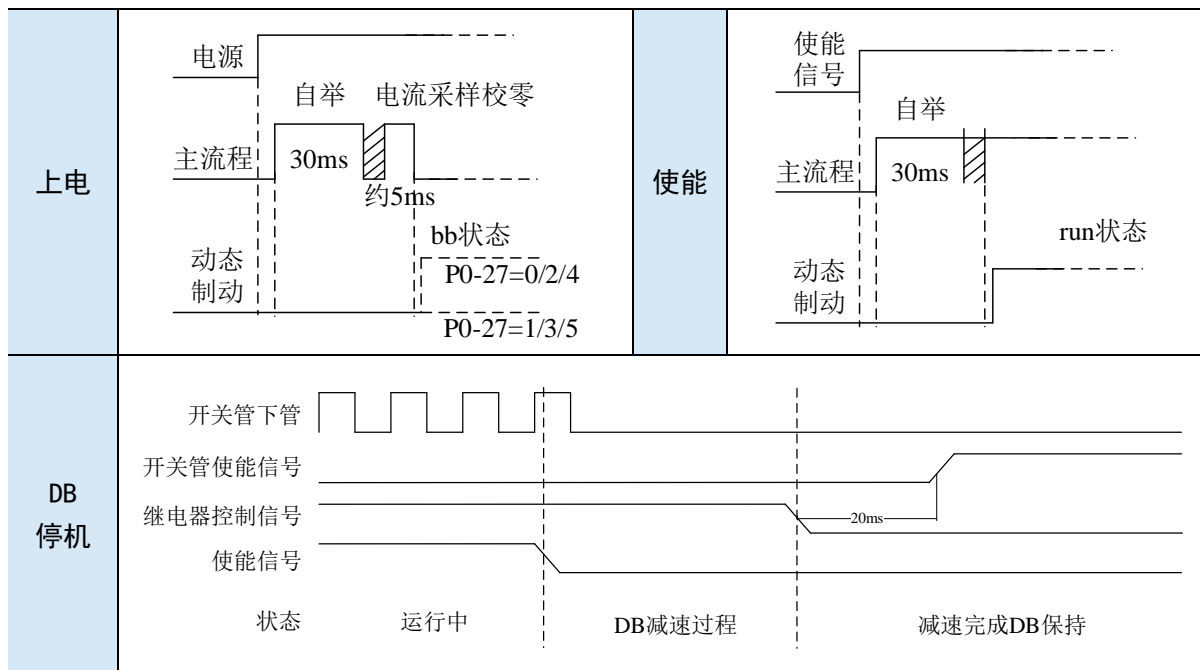 上电
电源
自举
电流采样校零
主流程
30ms
约5ms
bb状态
动态
制动
P0-27=0/2/4
P0-27=1/3/5
使能
使能
信号
自举
主流程
30ms
run状态
动态
制动
DB
停机
开关管下管
开关管使能信号
继电器控制信号
20ms
使能信号
状态
运行中
DB减速过程
减速完成DB保持